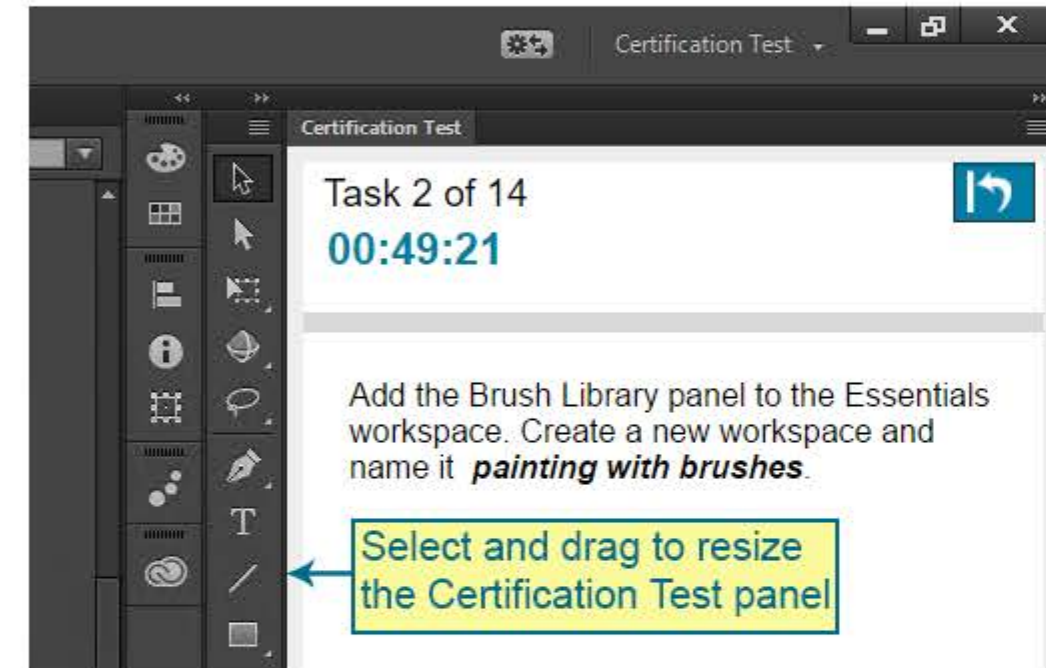 Certification Test
Certification Test
Task 2 of 14
00:49:21
Add the Brush Library panel to the Essentials
workspace. Create a new workspace and
name it painting with brushes.
Select and drag to resize
the Certification Test panel
T